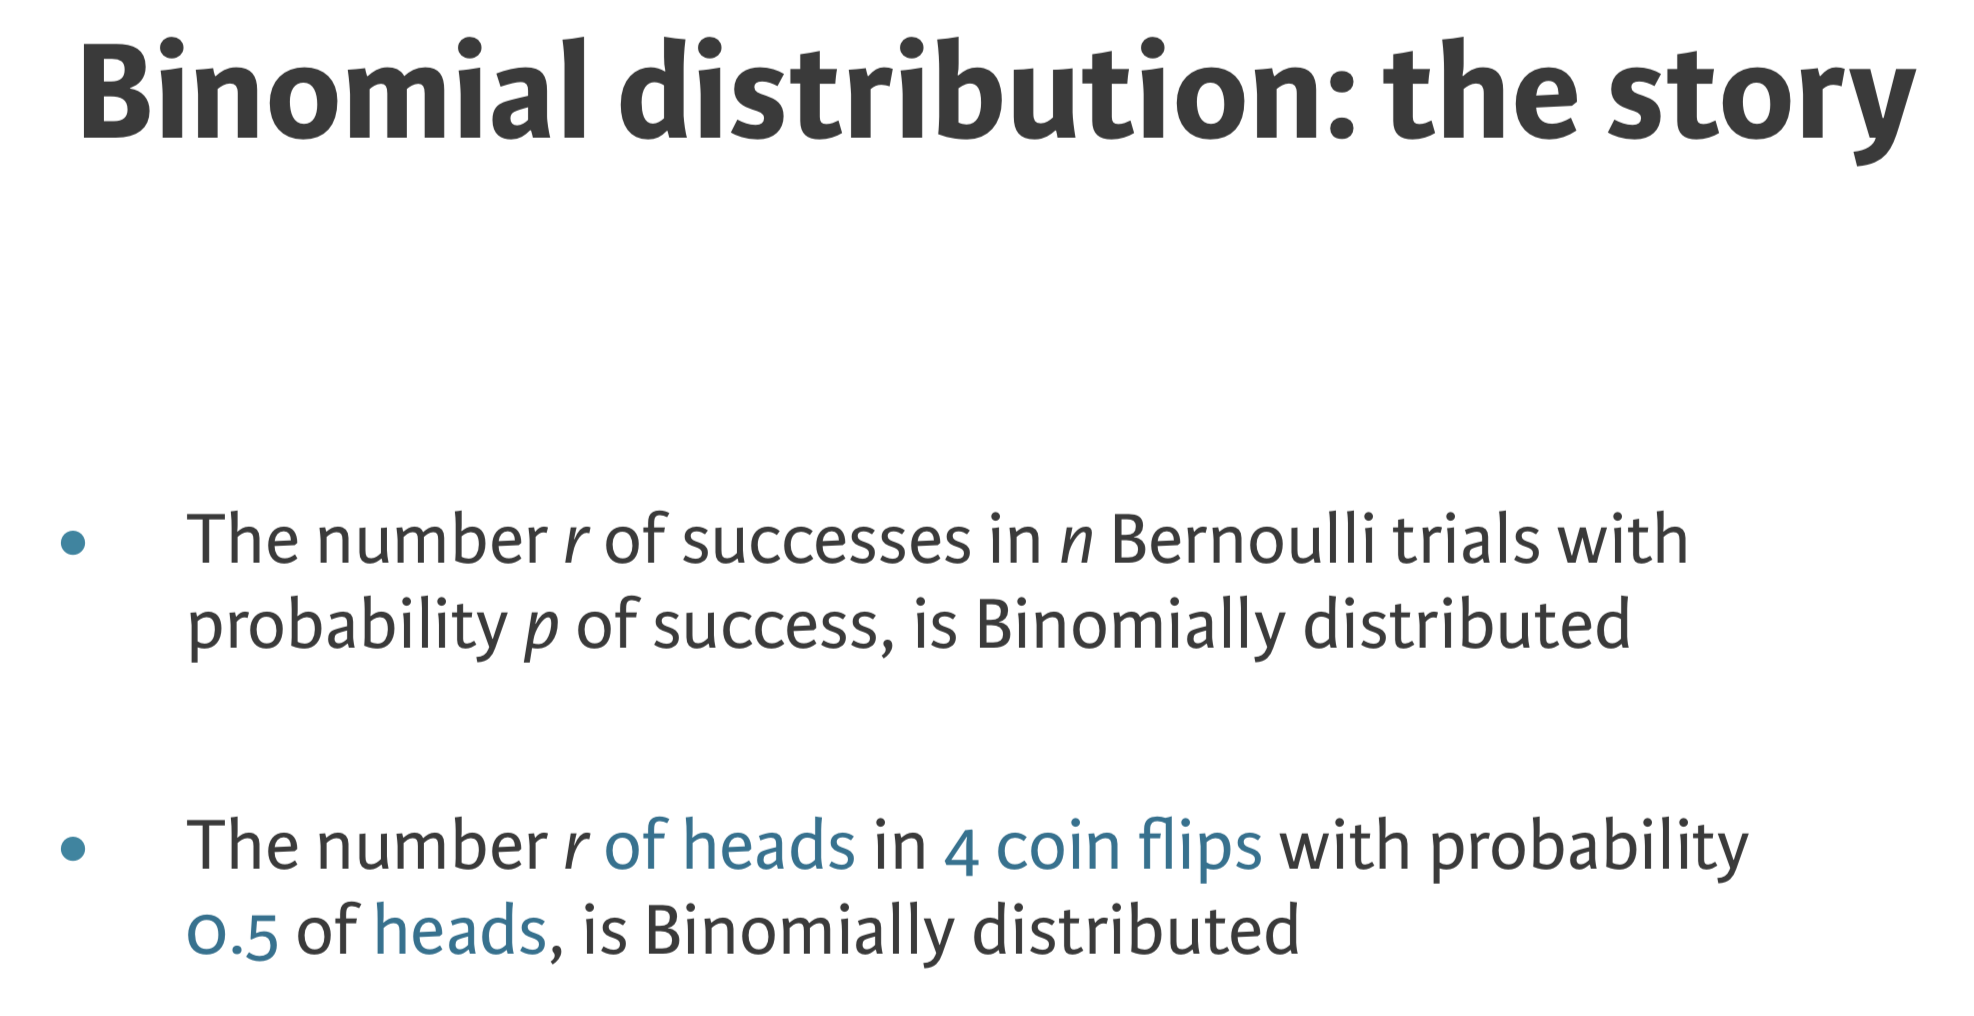 Binomial distribution: the story
• The number r of successes in n Bernoulli trials with
probability p of success, is Binomially distributed
• The number r of heads in 4 coin flips with probability
0.5 of heads, is Binomially distributed